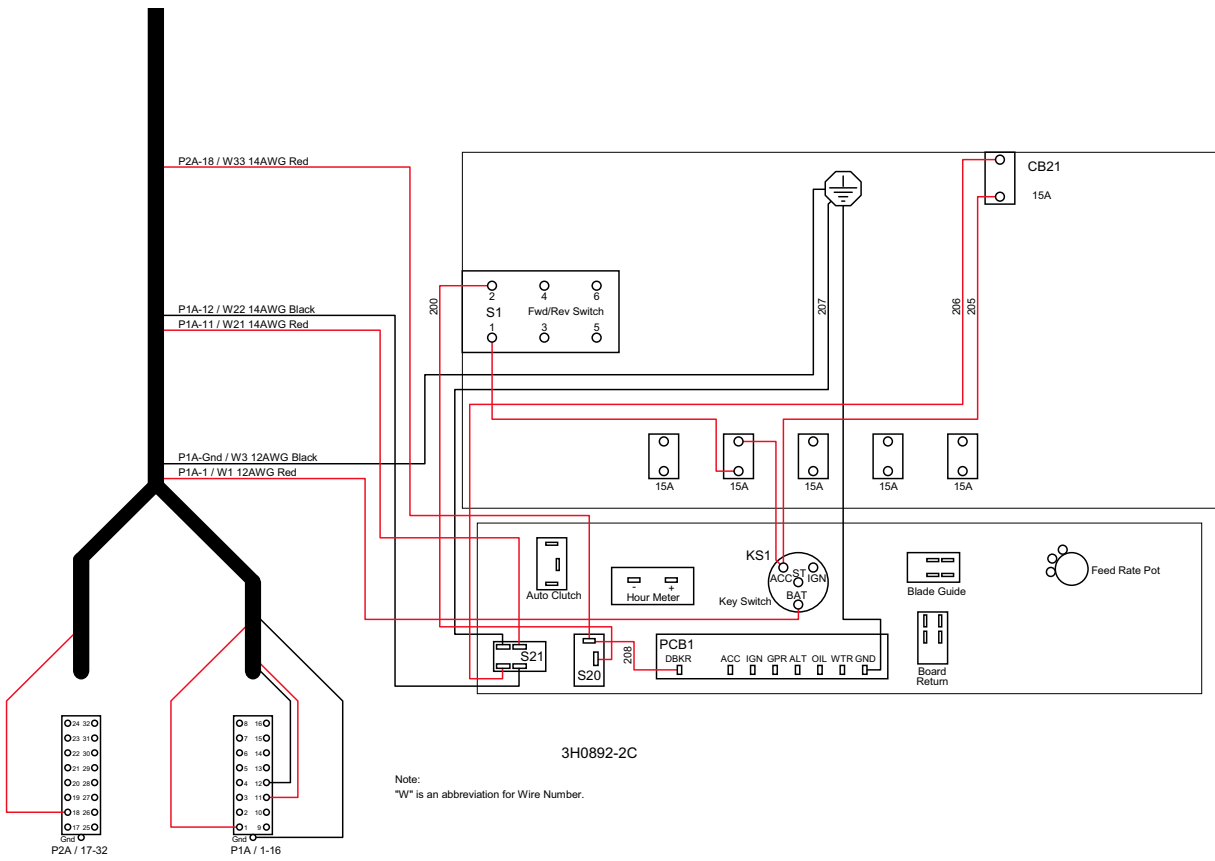 P2A-18 / W33 14AWG Red
CB21
15A
200
207
206
205
2 4 6
S1 Fwd/Rev Switch
1 3 5
P1A-12 / W22 14AWG Black
P1A-11 / W21 14AWG Red
P1A-Gnd / W3 12AWG Black
P1A-1 / W1 12AWG Red
15A 15A 15A 15A 15A
KS1
ACC ST IGN
BAT
Key Switch
Auto Clutch
- +
Hour Meter
Blade Guide
Feed Rate Pot
S21
S20
208
PCB1
DBKR ACC IGN GPR ALT OIL WTR GND
Board
Return
24 32
23 31
22 30
21 29
20 28
19 27
18 26
17 25
Gnd
P2A / 17-32
8 16
7 15
6 14
5 13
4 12
3 11
2 10
1 9
Gnd
P1A / 1-16
3H0892-2C
Note:
"W" is an abbreviation for Wire Number.